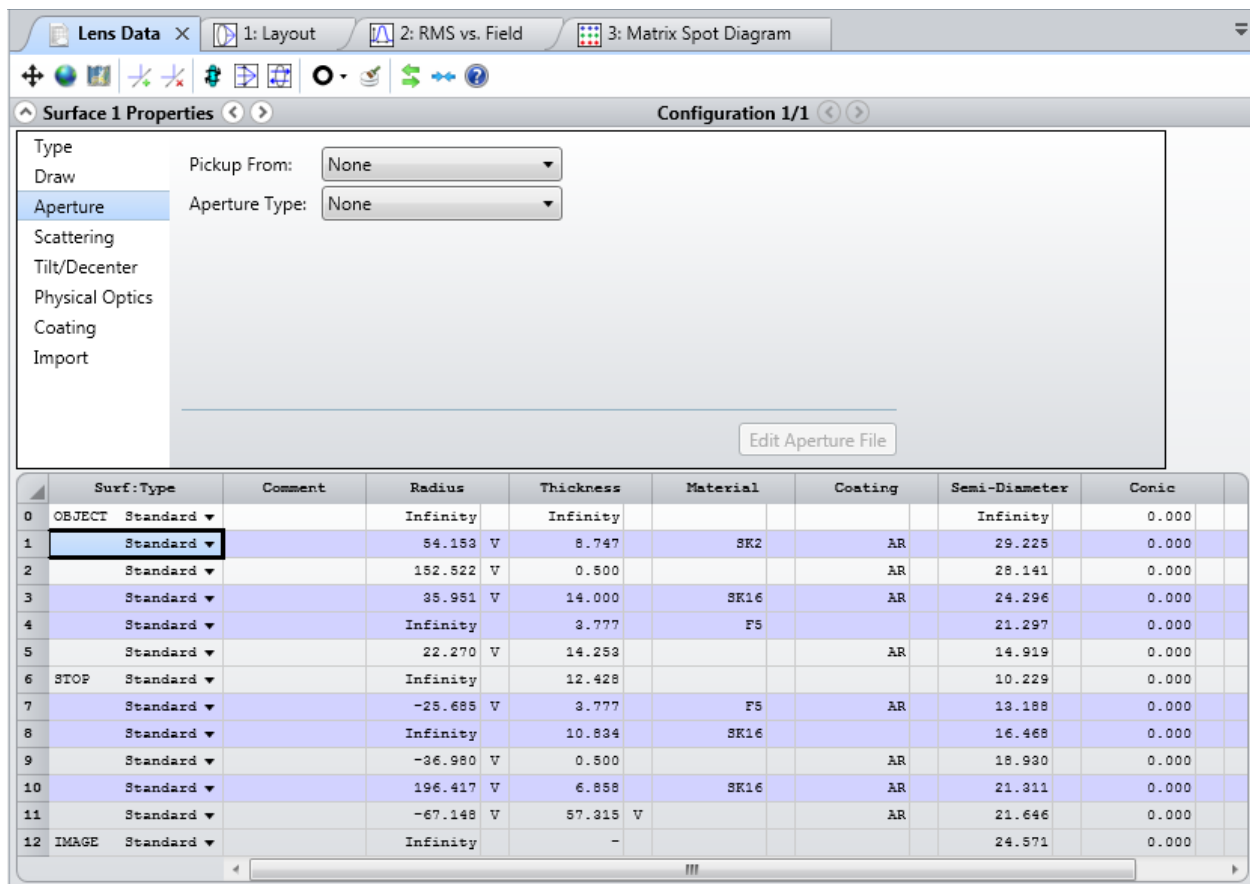 Lens Data 1: Layout 2: RMS vs. Field 3: Matrix Spot Diagram
Surface 1 Properties Configuration 1/1
Type
Draw
Aperture
Scattering
Tilt/Decenter
Physical Optics
Coating
Import
Pickup From: None
Aperture Type: None
Edit Aperture File
Surf:Type Comment Radius Thickness Material Coating Semi-Diameter Conic
0 OBJECT Standard Infinity Infinity Infinity 0.000
1 Standard 54.153 V 8.747 SK2 AR 29.225 0.000
2 Standard 152.522 V 0.500 AR 28.141 0.000
3 Standard 35.951 V 14.000 SK16 AR 24.296 0.000
4 Standard Infinity 3.777 F5 21.297 0.000
5 Standard 22.270 V 14.253 AR 14.919 0.000
6 STOP Standard Infinity 12.428 10.229 0.000
7 Standard -25.685 V 3.777 F5 AR 13.188 0.000
8 Standard Infinity 10.834 SK16 16.468 0.000
9 Standard -36.980 V 0.500 AR 18.930 0.000
10 Standard 196.417 V 6.858 SK16 AR 21.311 0.000
11 Standard -67.148 V 57.315 V AR 21.646 0.000
12 IMAGE Standard Infinity - 24.571 0.000